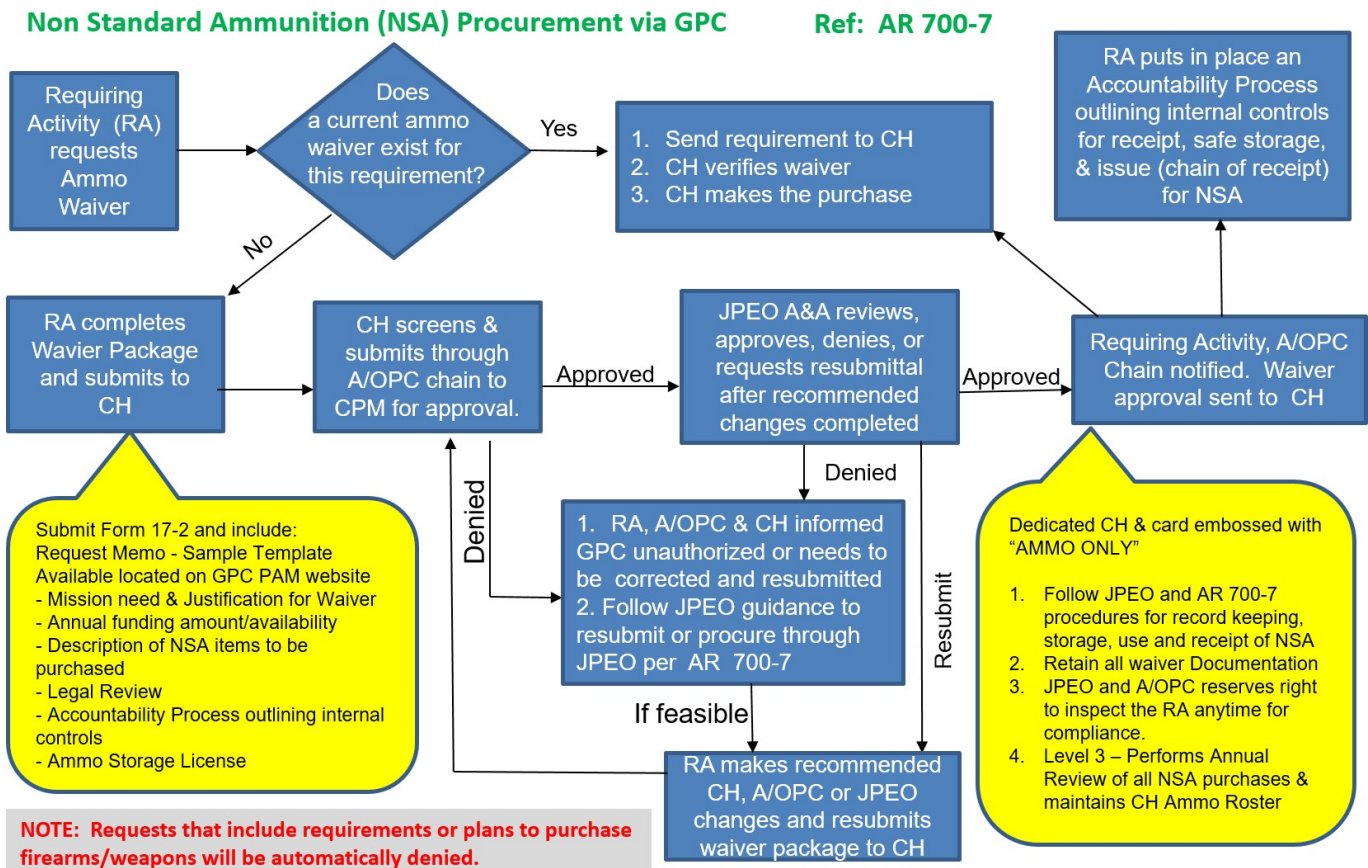 Non Standard Ammunition (NSA) Procurement via GPC
Ref: AR 700-7
Requiring
Activity (RA)
requests
Ammo
Waiver
Does
a current ammo
waiver exist for
this requirement?
Yes
No
1. Send requirement to CH
2. CH verifies waiver
3. CH makes the purchase
RA puts in place an
Accountability Process
outlining internal controls
for receipt, safe storage,
& issue (chain of receipt)
for NSA
RA completes
Wavier Package
and submits to
CH
CH screens &
submits through
A/OPC chain to
CPM for approval.
Approved
JPEO A&A reviews,
approves, denies, or
requests resubmittal
after recommended
changes completed
Approved
Requiring Activity, A/OPC
Chain notified. Waiver
approval sent to CH
Denied
Denied
Resubmit
Submit Form 17-2 and include:
Request Memo - Sample Template
Available located on GPC PAM website
- Mission need & Justification for Waiver
- Annual funding amount/availability
- Description of NSA items to be
purchased
- Legal Review
- Accountability Process outlining internal
controls
- Ammo Storage License
1. RA, A/OPC & CH informed
GPC unauthorized or needs to
be corrected and resubmitted
2. Follow JPEO guidance to
resubmit or procure through
JPEO per AR 700-7
If feasible
RA makes recommended
CH, A/OPC or JPEO
changes and resubmits
waiver package to CH
Dedicated CH & card embossed with
“AMMO ONLY”
1. Follow JPEO and AR 700-7
procedures for record keeping,
storage, use and receipt of NSA
2. Retain all waiver Documentation
3. JPEO and A/OPC reserves right
to inspect the RA anytime for
compliance.
4. Level 3 – Performs Annual
Review of all NSA purchases &
maintains CH Ammo Roster
NOTE: Requests that include requirements or plans to purchase
firearms/weapons will be automatically denied.